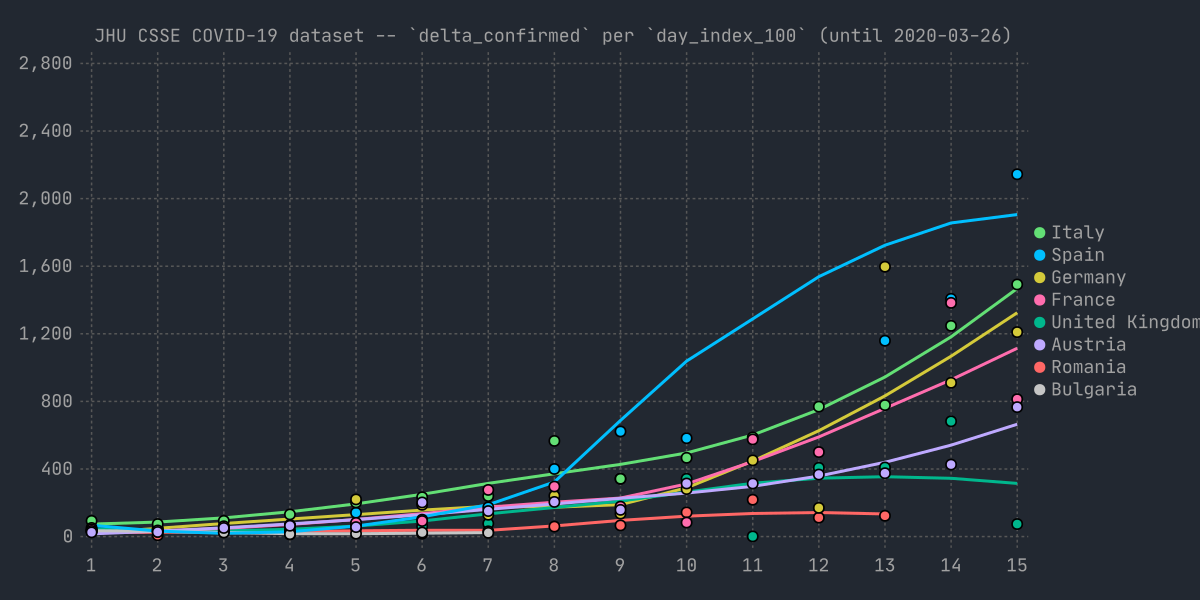 JHU CSSE COVID-19 dataset -- `delta_confirmed` per `day_index_100` (until 2020-03-26)
2,800
2,400
2,000
1,600
1,200
800
400
0
1 2 3 4 5 6 7 8 9 10 11 12 13 14 15
Italy
Spain
Germany
France
United Kingdom
Austria
Romania
Bulgaria